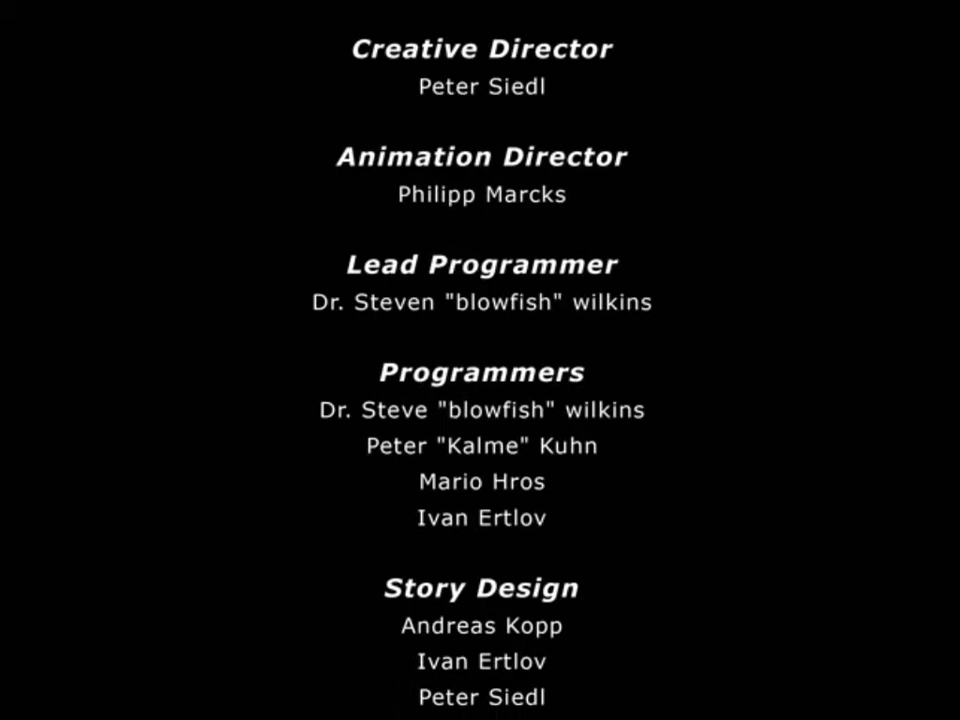 Creative Director
Peter Siedl
Animation Director
Philipp Marcks
Lead Programmer
Dr. Steven "blowfish" wilkins
Programmers
Dr. Steve "blowfish" wilkins
Peter "Kalme" Kuhn
Mario Hros
Ivan Ertlov
Story Design
Andreas Kopp
Ivan Ertlov
Peter Siedl